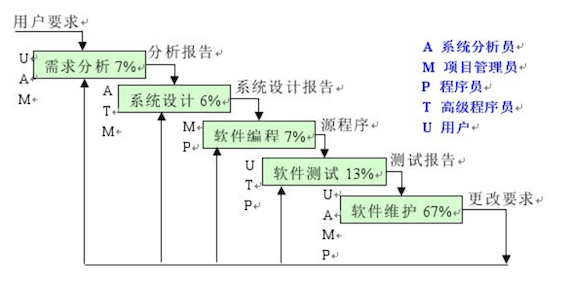 用户要求
U
A
M
需求分析 7%
分析报告
A
T
M
系统设计 6%
系统设计报告
M
P
软件编程 7%
源程序
U
T
P
软件测试 13%
测试报告
U
A
M
P
软件维护 67%
更改要求
A 系统分析员
M 项目管理员
P 程序员
T 高级程序员
U 用户